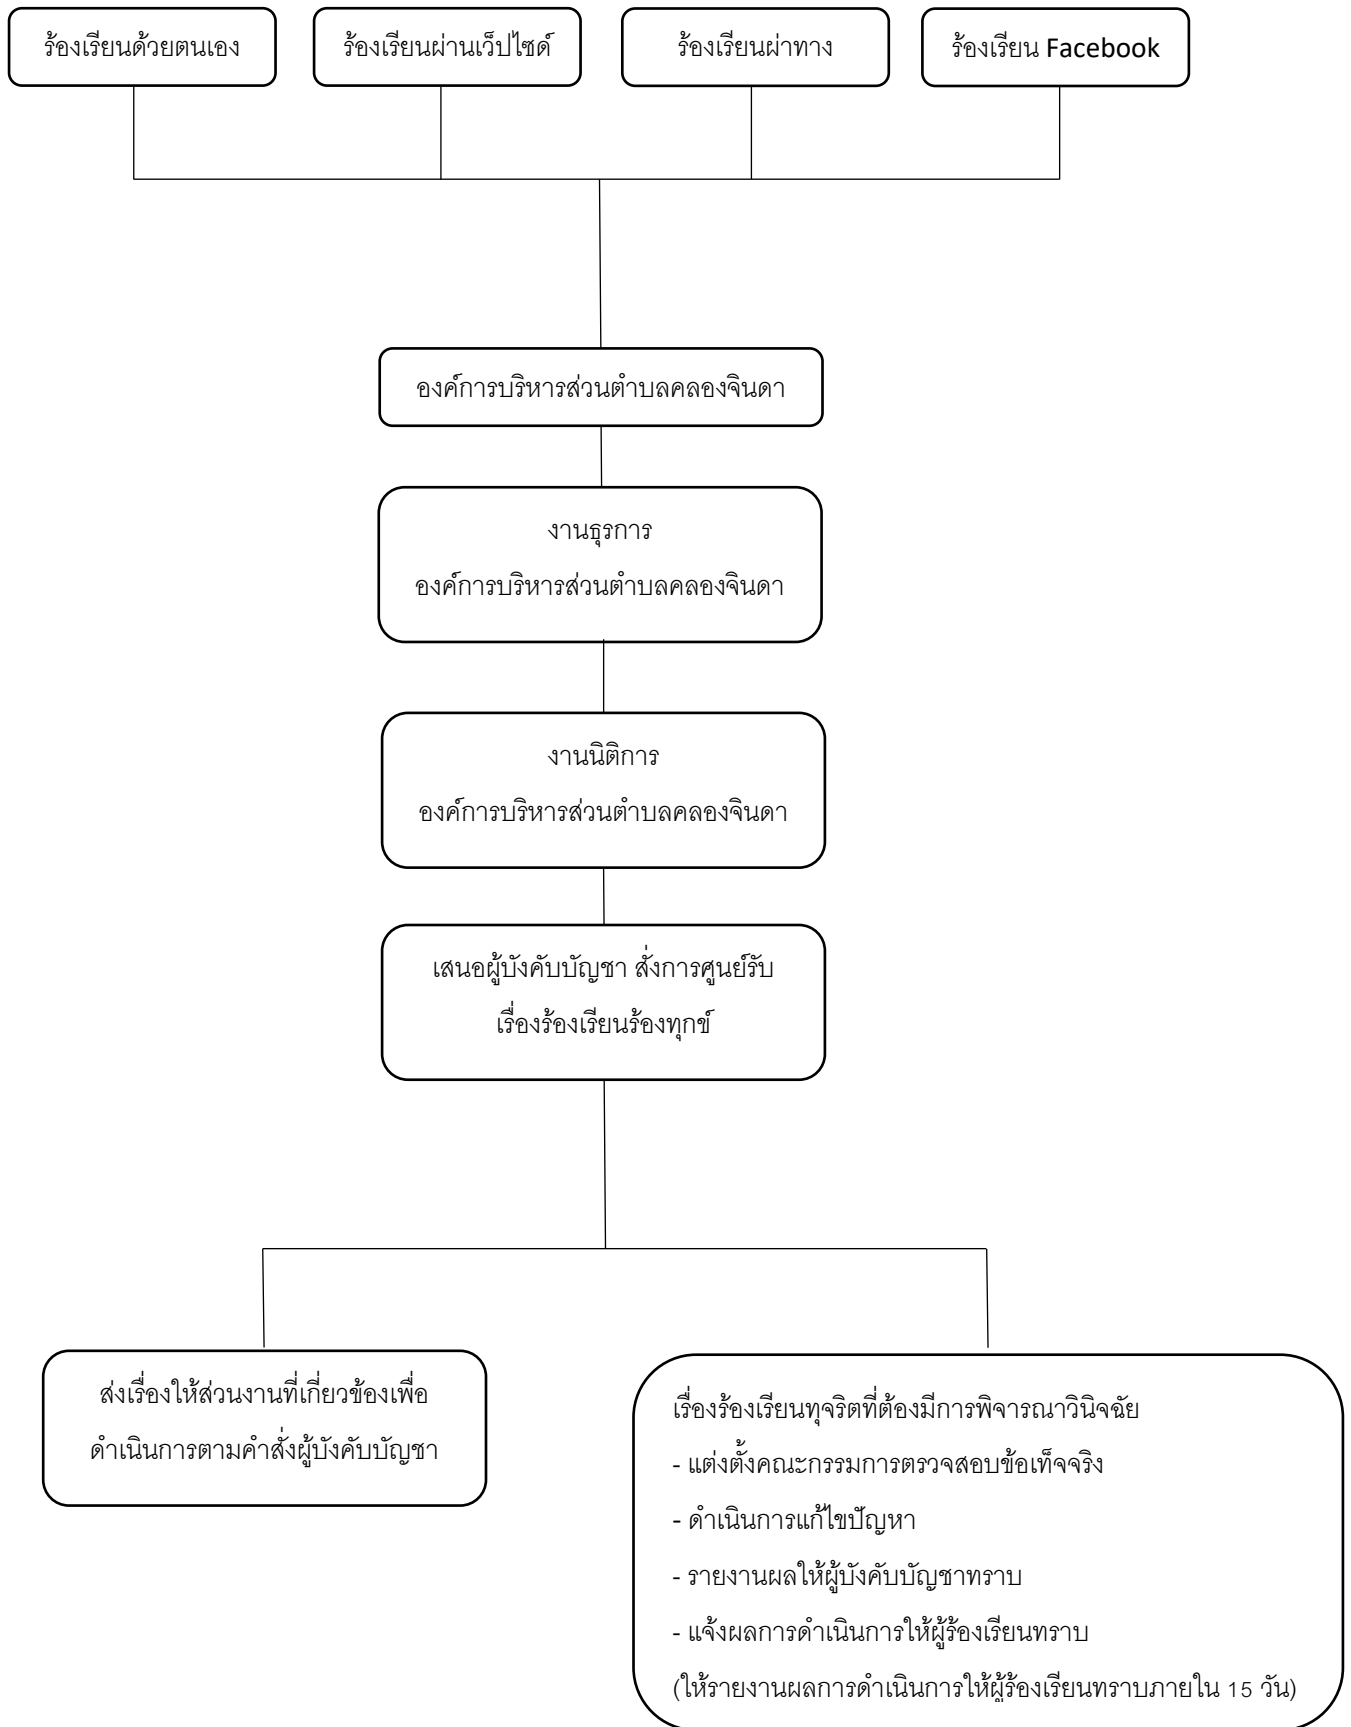 ร้องเรียนด้วยตนเอง
ร้องเรียนผ่านเว็ปไซด์
ร้องเรียนผ่าทาง
ร้องเรียน Facebook
องค์การบริหารส่วนตำบลคลองจินดา
งานธุรการ
องค์การบริหารส่วนตำบลคลองจินดา
งานนิติการ
องค์การบริหารส่วนตำบลคลองจินดา
เสนอผู้บังคับบัญชา สั่งการศูนย์รับ
เรื่องร้องเรียนร้องทุกข์
ส่งเรื่องให้ส่วนงานที่เกี่ยวข้องเพื่อ
ดำเนินการตามคำสั่งผู้บังคับบัญชา
เรื่องร้องเรียนทุจริตที่ต้องมีการพิจารณาวินิจฉัย
- แต่งตั้งคณะกรรมการตรวจสอบข้อเท็จจริง
- ดำเนินการแก้ไขปัญหา
- รายงานผลให้ผู้บังคับบัญชาทราบ
- แจ้งผลการดำเนินการให้ผู้ร้องเรียนทราบ
(ให้รายงานผลการดำเนินการให้ผู้ร้องเรียนทราบภายใน 15 วัน)